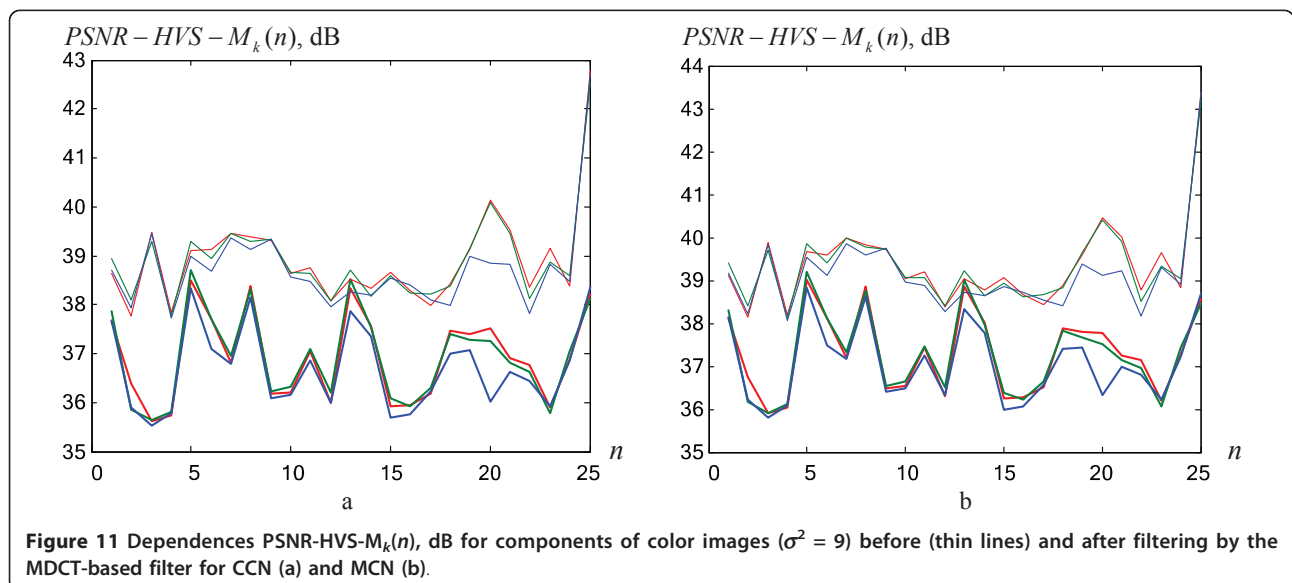 PSNR – HVS – M_k(n), dB
43
42
41
40
39
38
37
36
35
0 5 10 15 20 25
n
a
PSNR – HVS – M_k(n), dB
44
43
42
41
40
39
38
37
36
35
0 5 10 15 20 25
n
b
Figure 11 Dependences PSNR-HVS-M_k(n), dB for components of color images (σ² = 9) before (thin lines) and after filtering by the
MDCT-based filter for CCN (a) and MCN (b).